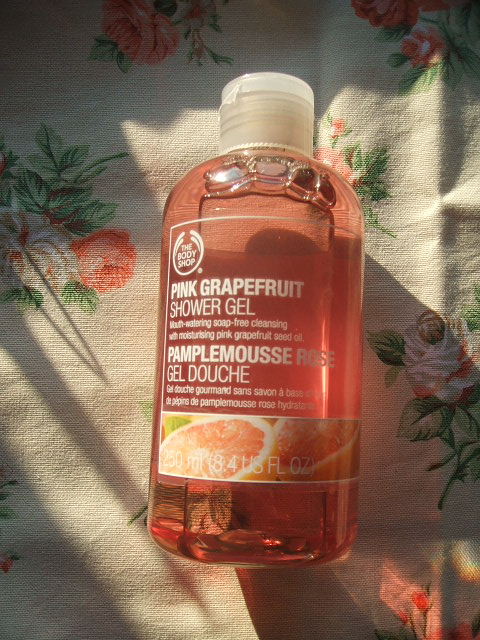 THE
BODY
SHOP
PINK GRAPEFRUIT
SHOWER GEL
Mouth-watering soap-free cleansing
with moisturising pink grapefruit seed oil.
PAMPLEMOUSSE ROSE
GEL DOUCHE
Gel douche gourmand sans savon à base
de pépins de pamplemousse rose hydratante
250 ml (8.4 US FL OZ)